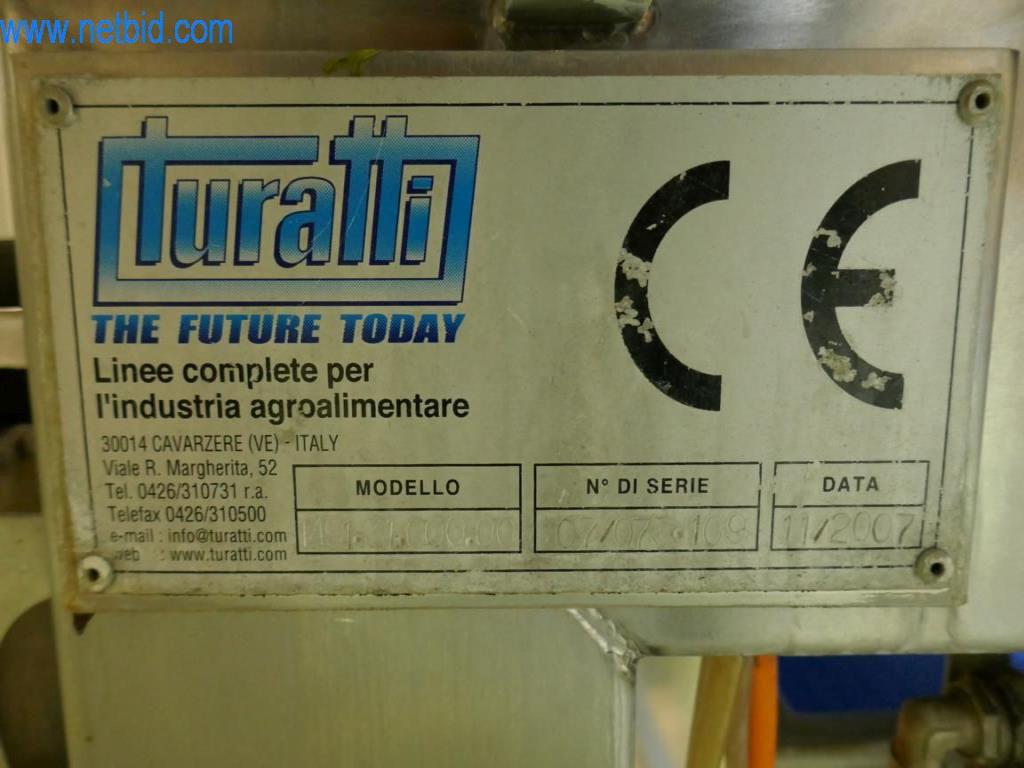 www.netbid.com
turatti
CE
THE FUTURE TODAY
Linee complete per
l'industria agroalimentare
30014 CAVARZERE (VE) - ITALY
Viale R. Margherita, 52
Tel. 0426/310731 r.a.
Telefax 0426/310500
e-mail : info@turatti.com
web : www.turatti.com
MODELLO
N° DI SERIE
DATA
11/2007